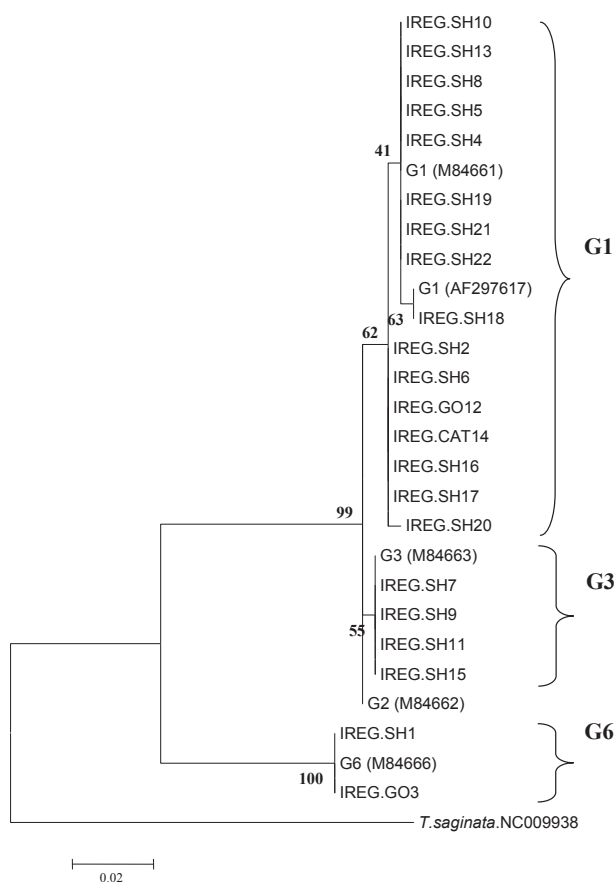 IREG.SH10
IREG.SH13
IREG.SH8
IREG.SH5
IREG.SH4
41
G1 (M84661)
IREG.SH19
IREG.SH21
G1
IREG.SH22
G1 (AF297617)
63
IREG.SH18
62
IREG.SH2
IREG.SH6
IREG.GO12
IREG.CAT14
IREG.SH16
IREG.SH17
99
IREG.SH20
G3 (M84663)
G3
IREG.SH7
IREG.SH9
55
IREG.SH11
IREG.SH15
G2 (M84662)
G6
IREG.SH1
G6 (M84666)
100
IREG.GO3
T.saginata.NC009938
0.02